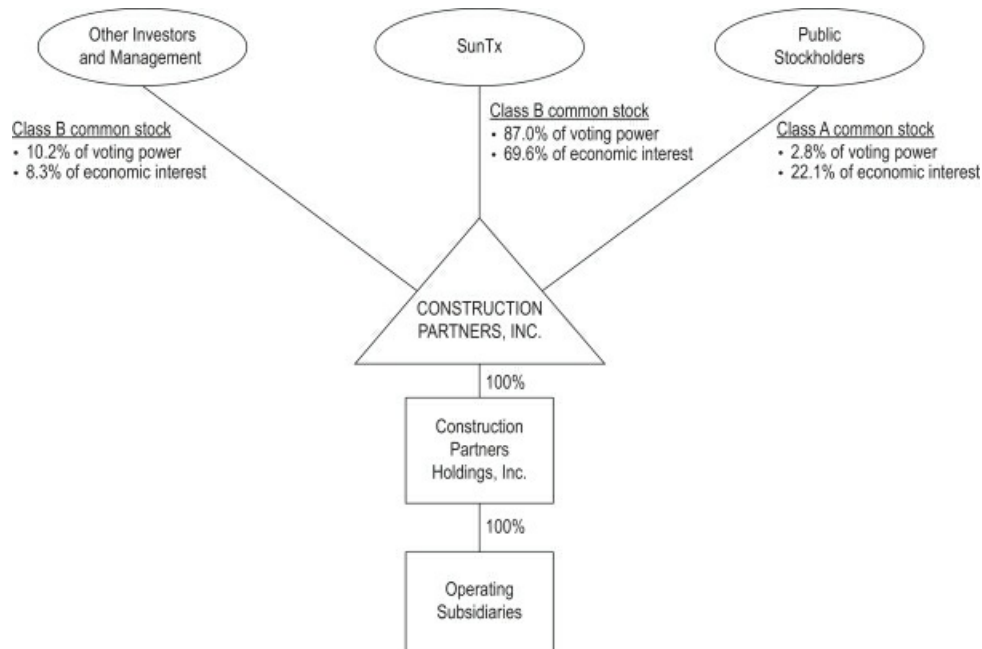 Other Investors
and Management
SunTx
Public
Stockholders
Class B common stock
• 10.2% of voting power
• 8.3% of economic interest
Class B common stock
• 87.0% of voting power
• 69.6% of economic interest
Class A common stock
• 2.8% of voting power
• 22.1% of economic interest
CONSTRUCTION
PARTNERS, INC.
100%
Construction
Partners
Holdings, Inc.
100%
Operating
Subsidiaries